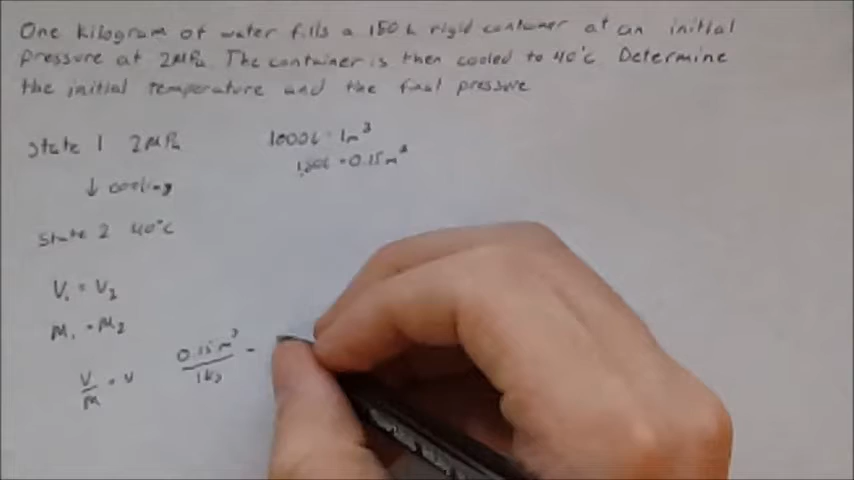 One kilogram of water fills a 150 L rigid container at an initial
pressure at 2MPa. The container is then cooled to 40°C Determine
the initial temperature and the final pressure
State 1 2MPa
1000L = 1m³
150L = 0.15m³
↓ cooling
State 2 40°C
V₁ = V₂
M₁ = M₂
V/M = v
0.15m³/1kg =